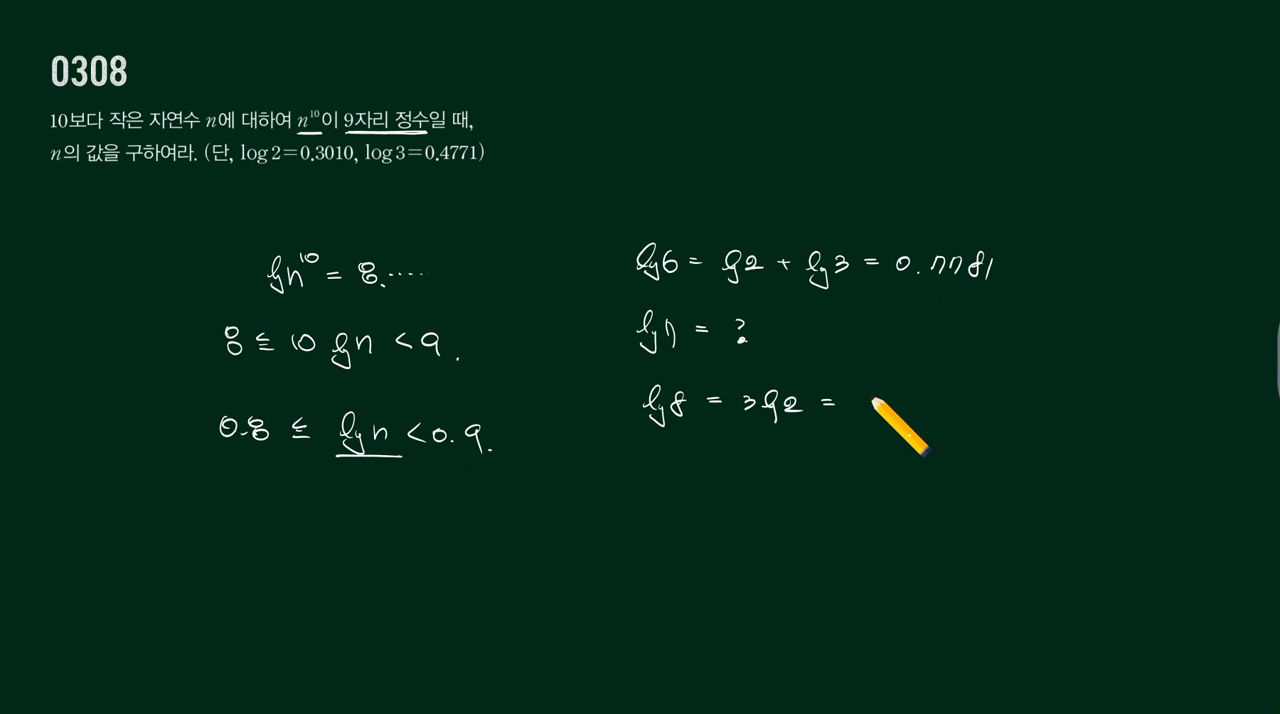 0308
10보다 작은 자연수 n에 대하여 n¹⁰이 9자리 정수일 때,
n의 값을 구하여라. (단, log 2=0.3010, log 3=0.4771)
log n¹⁰ = 8.·····
8 ≦ 10 log n < 9.
0.8 ≦ log n < 0.9.
log 6 = log 2 + log 3 = 0.7781
log 7 = ?
log 8 = 3 log 2 =